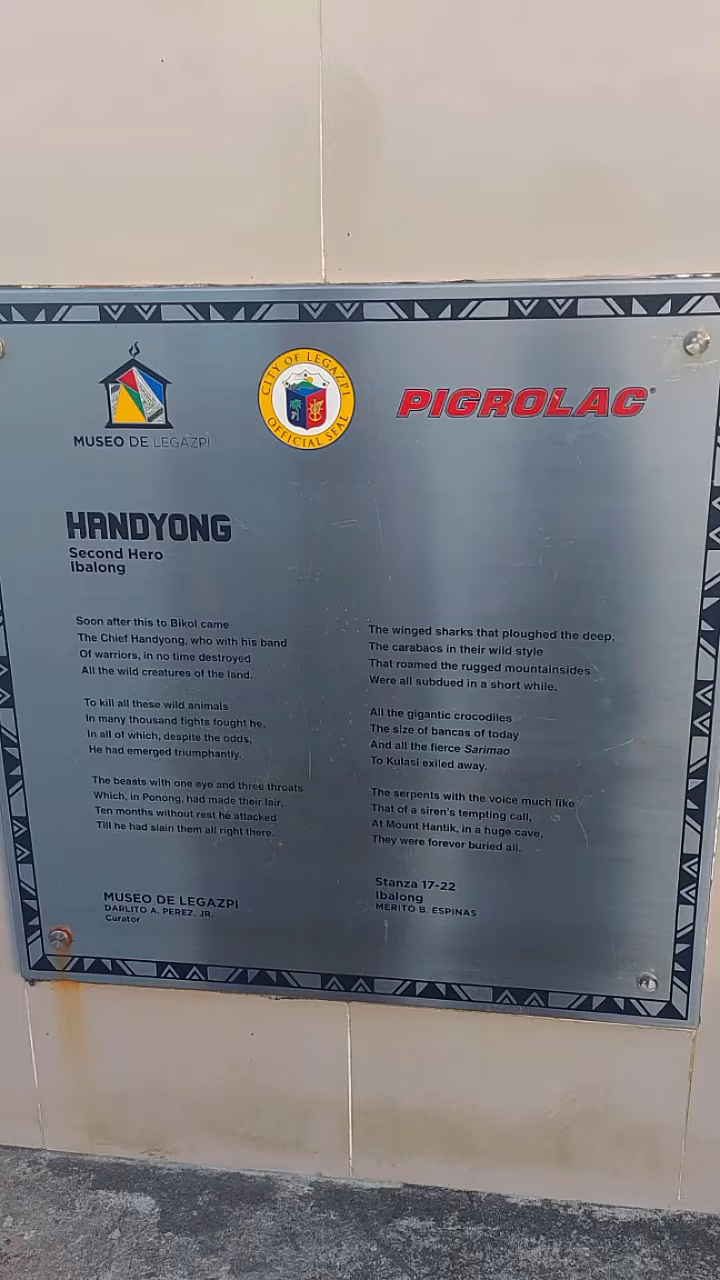 MUSEO DE LEGAZPI
CITY OF LEGAZPI
OFFICIAL SEAL
PIGROLAC®
HANDYONG
Second Hero
Ibalong
Soon after this to Bikol came
The Chief Handyong, who with his band
Of warriors, in no time destroyed
All the wild creatures of the land.
To kill all these wild animals
In many thousand fights fought he,
In all of which, despite the odds,
He had emerged triumphantly.
The beasts with one eye and three throats
Which, in Ponong, had made their lair,
Ten months without rest he attacked
Till he had slain them all right there.
The winged sharks that ploughed the deep,
The carabaos in their wild style
That roamed the rugged mountainsides
Were all subdued in a short while.
All the gigantic crocodiles
The size of bancas of today
And all the fierce Sarimao
To Kulasi exiled away.
The serpents with the voice much like
That of a siren's tempting call,
At Mount Hantik, in a huge cave,
They were forever buried all.
MUSEO DE LEGAZPI
DARLITO A. PEREZ, JR.
Curator
Stanza 17-22
Ibalong
MERITO B. ESPINAS